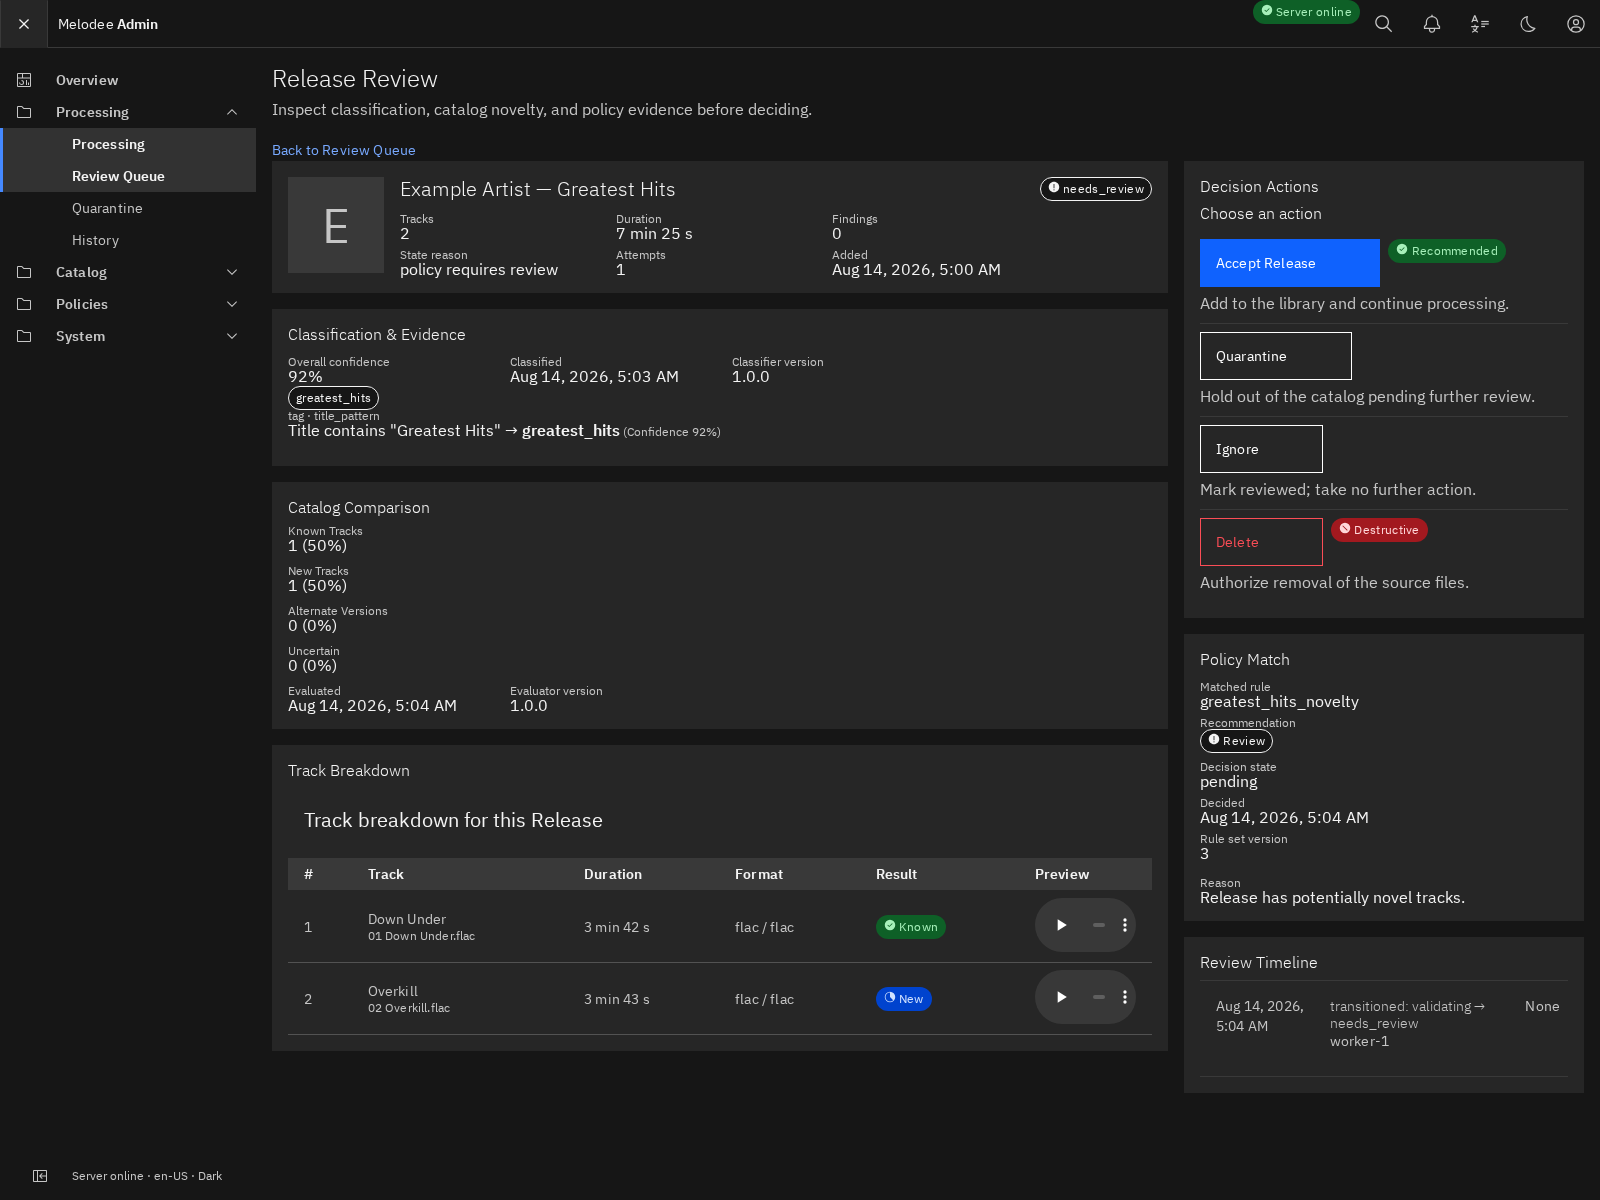 Melodee Admin
Server online
Overview
Processing
Processing
Review Queue
Quarantine
History
Catalog
Policies
System
Release Review
Inspect classification, catalog novelty, and policy evidence before deciding.
Back to Review Queue
E
Example Artist — Greatest Hits
needs_review
Tracks
2
Duration
7 min 25 s
Findings
0
State reason
policy requires review
Attempts
1
Added
Aug 14, 2026, 5:00 AM
Classification & Evidence
Overall confidence
92%
Classified
Aug 14, 2026, 5:03 AM
Classifier version
1.0.0
greatest_hits
tag · title_pattern
Title contains "Greatest Hits" → greatest_hits (Confidence 92%)
Catalog Comparison
Known Tracks
1 (50%)
New Tracks
1 (50%)
Alternate Versions
0 (0%)
Uncertain
0 (0%)
Evaluated
Aug 14, 2026, 5:04 AM
Evaluator version
1.0.0
Track Breakdown
Track breakdown for this Release
# Track Duration Format Result Preview
1 Down Under 3 min 42 s flac / flac Known
01 Down Under.flac
2 Overkill 3 min 43 s flac / flac New
02 Overkill.flac
Decision Actions
Choose an action
Accept Release
Recommended
Add to the library and continue processing.
Quarantine
Hold out of the catalog pending further review.
Ignore
Mark reviewed; take no further action.
Delete
Destructive
Authorize removal of the source files.
Policy Match
Matched rule
greatest_hits_novelty
Recommendation
Review
Decision state
pending
Decided
Aug 14, 2026, 5:04 AM
Rule set version
3
Reason
Release has potentially novel tracks.
Review Timeline
Aug 14, 2026,
5:04 AM
transitioned: validating →
needs_review
worker-1
None
Server online · en-US · Dark